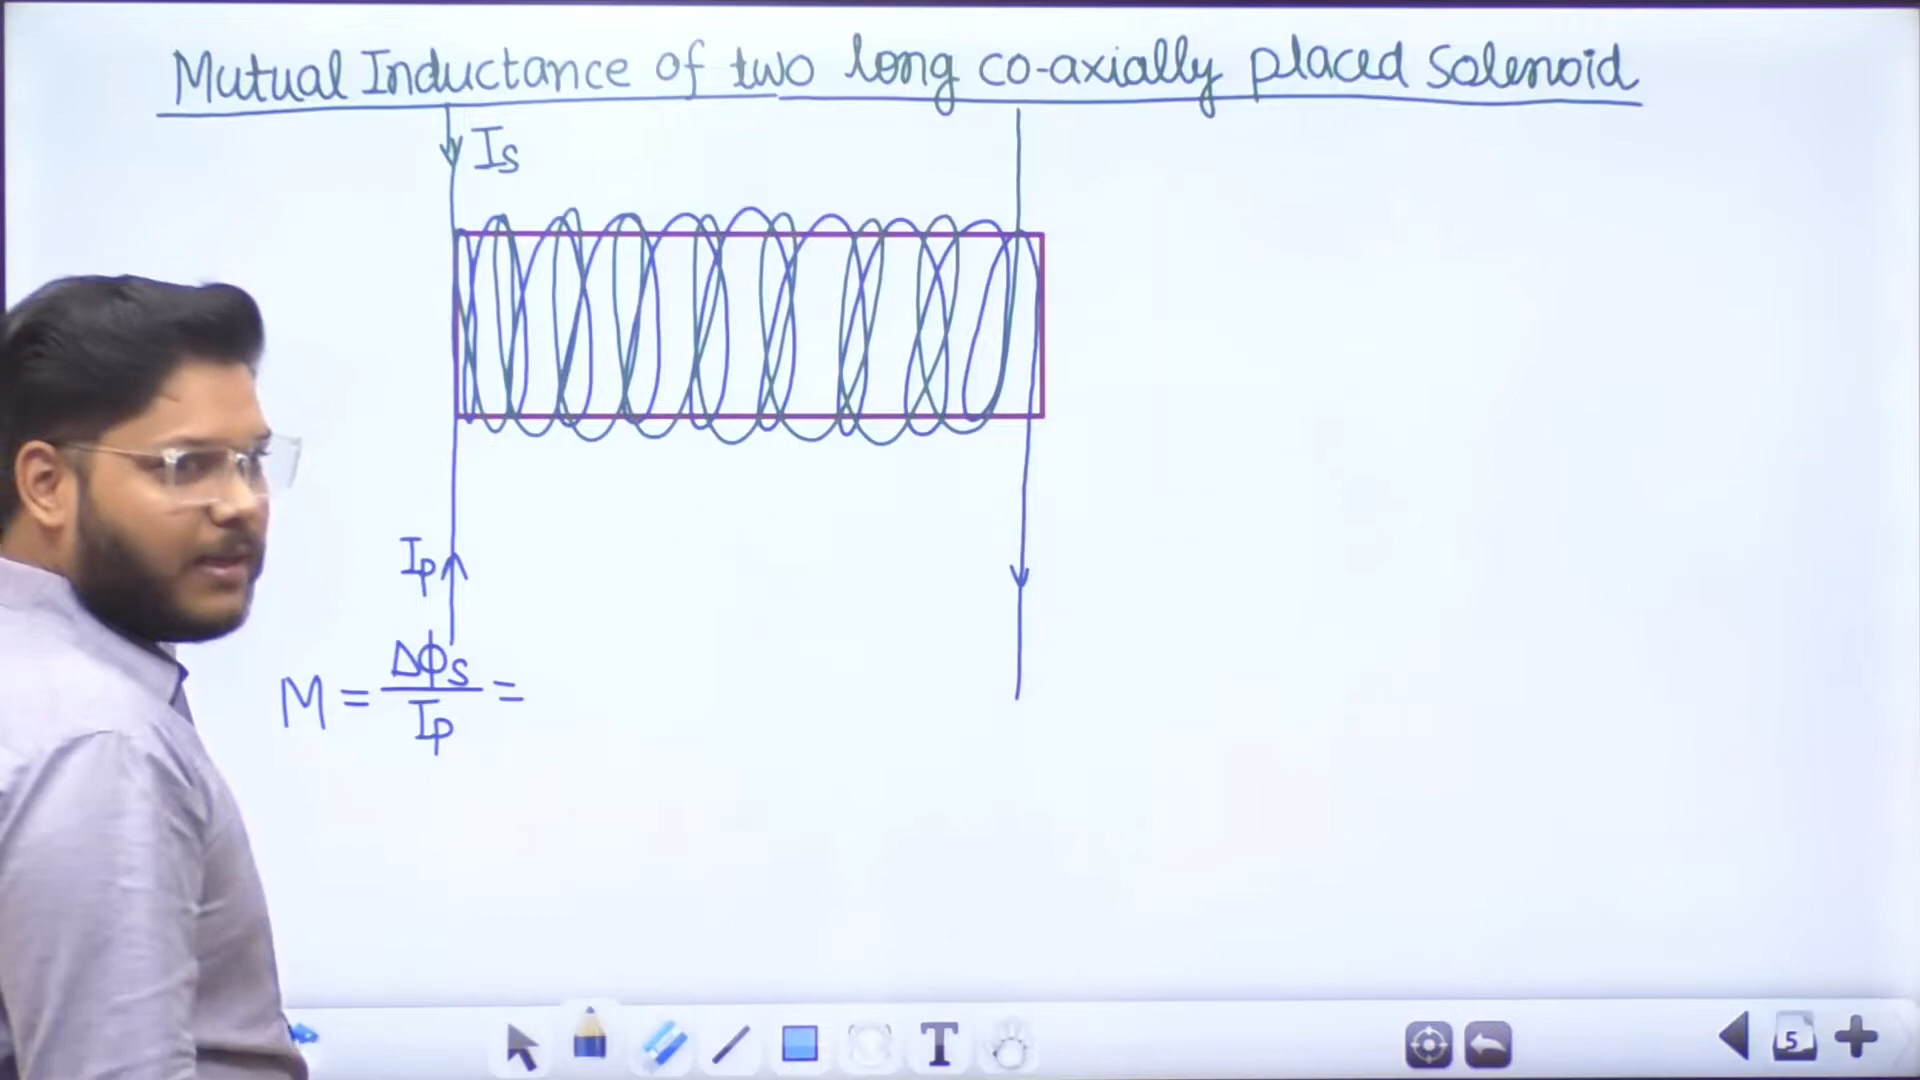 Mutual Inductance of two long co-axially placed Solenoid
Is
Ip
M = Δϕs / Ip =
T
5